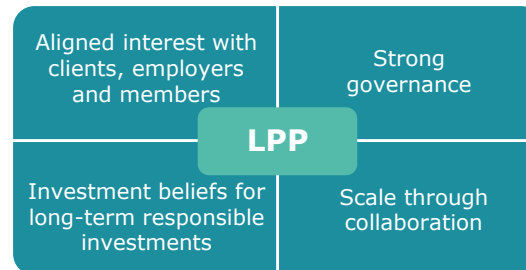 Aligned interest with
clients, employers
and members
Strong
governance
LPP
Investment beliefs for
long-term responsible
investments
Scale through
collaboration